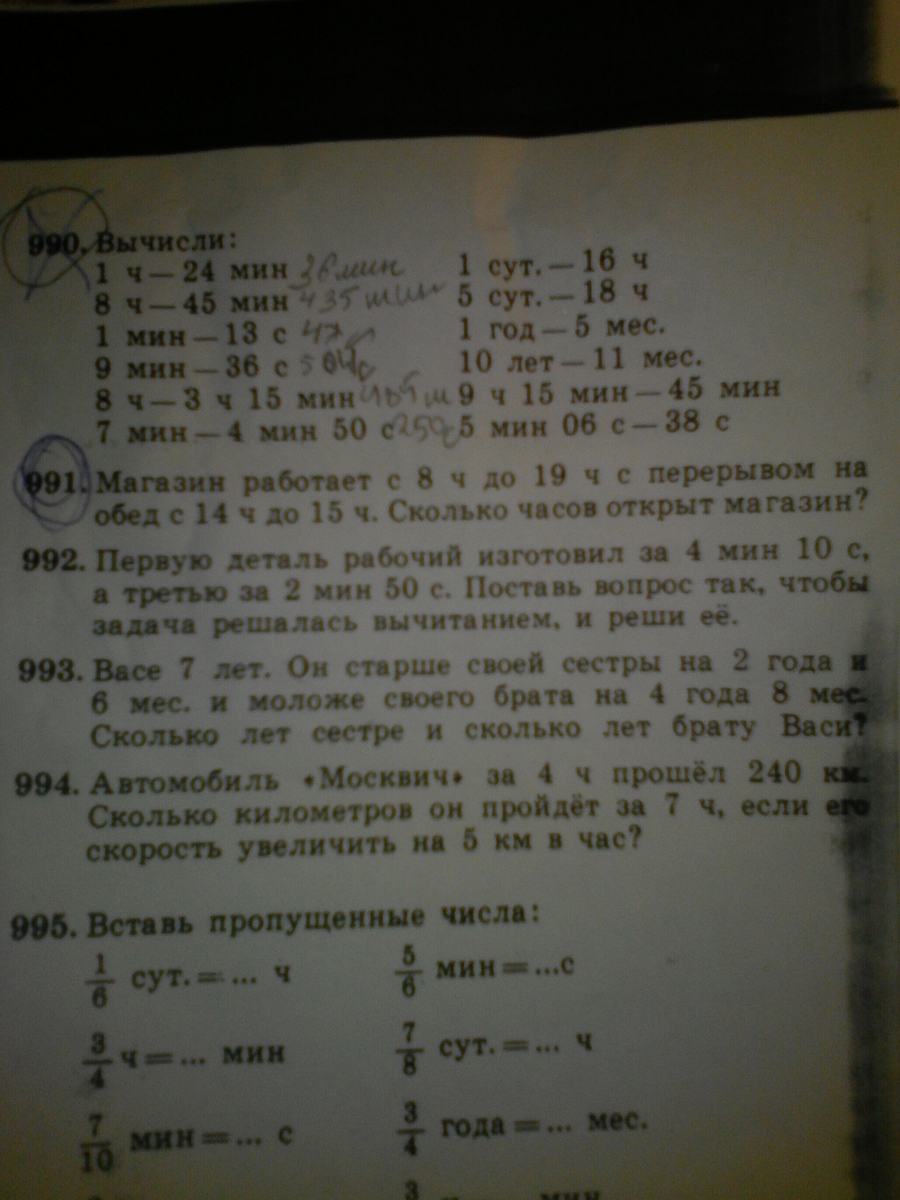 990. Вычисли:
1 ч — 24 мин 36 мин 1 сут. — 16 ч
8 ч — 45 мин 435 мин 5 сут. — 18 ч
1 мин — 13 с 47 1 год — 5 мес.
9 мин — 36 с 504с 10 лет — 11 мес.
8 ч — 3 ч 15 мин 9 ч 15 мин — 45 мин
7 мин — 4 мин 50 с 5 мин 06 с — 38 с
991. Магазин работает с 8 ч до 19 ч с перерывом на
обед с 14 ч до 15 ч. Сколько часов открыт магазин?
992. Первую деталь рабочий изготовил за 4 мин 10 с,
а третью за 2 мин 50 с. Поставь вопрос так, чтобы
задача решалась вычитанием, и реши её.
993. Васе 7 лет. Он старше своей сестры на 2 года и
6 мес. и моложе своего брата на 4 года 8 мес.
Сколько лет сестре и сколько лет брату Васи?
994. Автомобиль «Москвич» за 4 ч прошёл 240 км.
Сколько километров он пройдёт за 7 ч, если его
скорость увеличить на 5 км в час?
995. Вставь пропущенные числа:
1/6 сут. = ... ч 5/6 мин = ...с
3/4 ч = ... мин 7/8 сут. = ... ч
7/10 мин = ... с 3/4 года = ... мес.
3